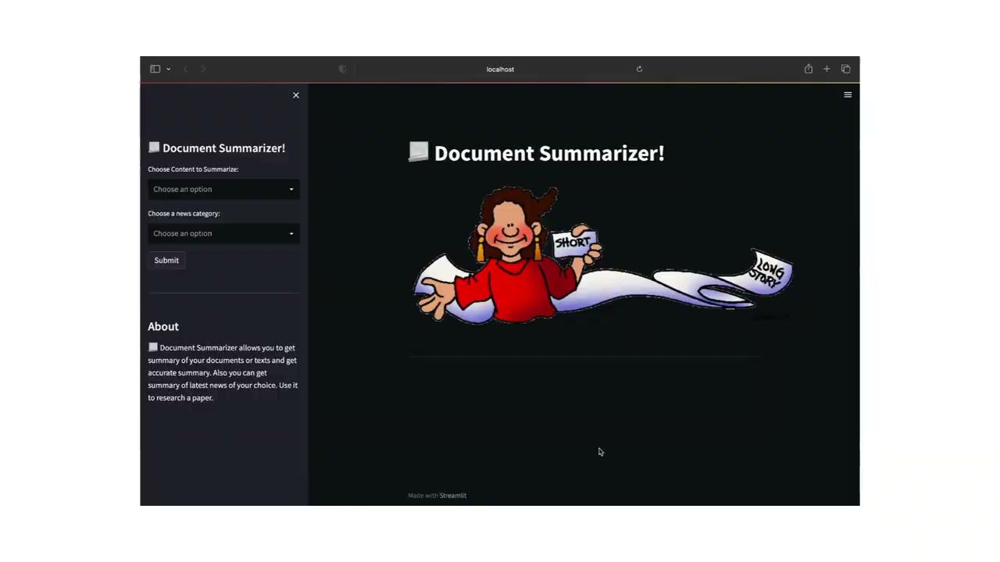 localhost
Document Summarizer!
Choose Content to Summarize:
Choose an option
Choose a news category:
Choose an option
Submit
About
Document Summarizer allows you to get
summary of your documents or texts and get
accurate summary. Also you can get
summary of latest news of your choice. Use it
to research a paper.
Document Summarizer!
SHORT
LONG
STORY
Made with Streamlit